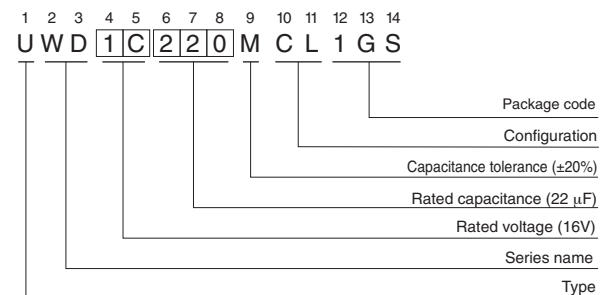 1 2 3 4 5 6 7 8 9 10 11 12 13 14
U W D 1 C 2 2 0 M C L 1 G S
Package code
Configuration
Capacitance tolerance (±20%)
Rated capacitance (22 µF)
Rated voltage (16V)
Series name
Type